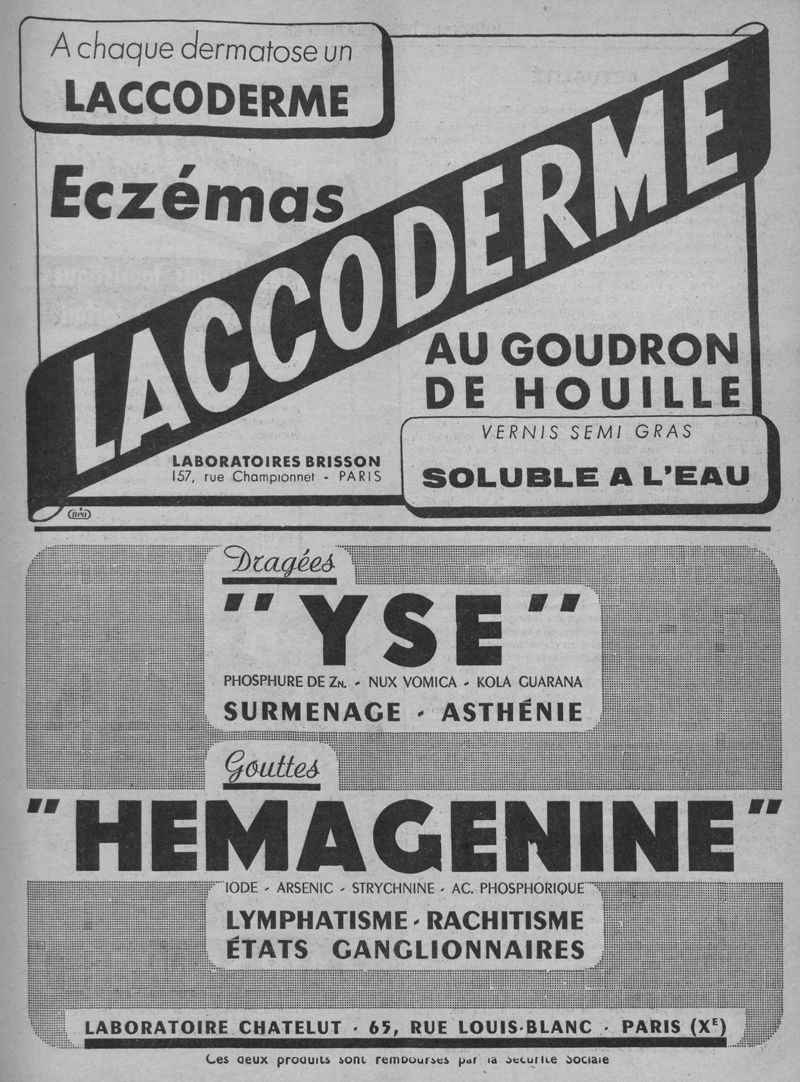 A chaque dermatose un
LACCODERME
Eczémas
LACCODERME
AU GOUDRON
DE HOUILLE
VERNIS SEMI GRAS
SOLUBLE A L'EAU
LABORATOIRES BRISSON
157, rue Championnet - PARIS
Dragées
"YSE"
PHOSPHURE DE ZN. - NUX VOMICA - KOLA GUARANA
SURMENAGE - ASTHÉNIE
Gouttes
"HEMAGENINE"
IODE - ARSENIC - STRYCHNINE - AC. PHOSPHORIQUE
LYMPHATISME - RACHITISME
ÉTATS GANGLIONNAIRES
LABORATOIRE CHATELUT - 65, RUE LOUIS-BLANC - PARIS (XE)
Ces deux produits sont remboursés par la Sécurité Sociale